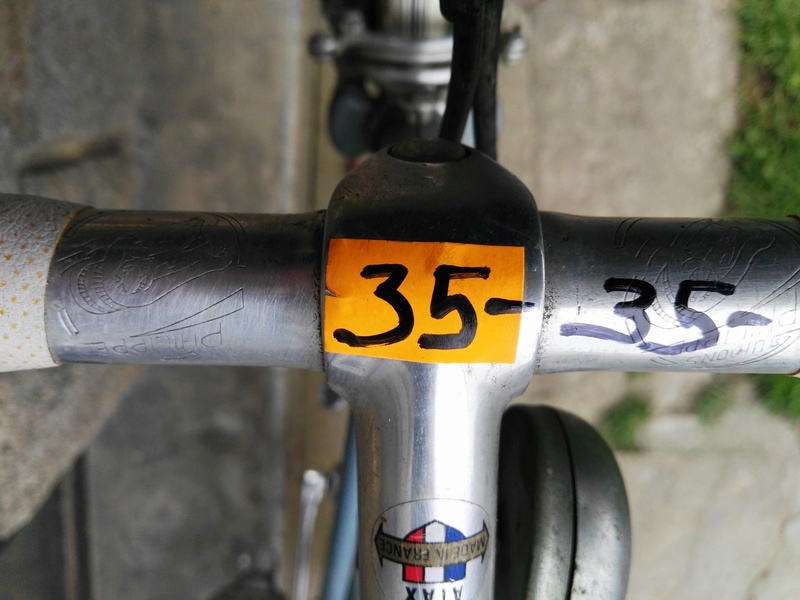 35-
35-
PHILIPPE
MADE IN FRANCE
ATAX